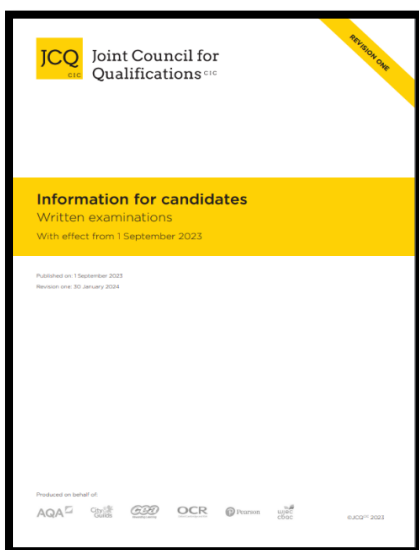 JCQ
CIC
Joint Council for
Qualifications CIC
REVISION ONE
Information for candidates
Written examinations
With effect from 1 September 2023
Published on: 1 September 2023
Revision one: 30 January 2024
Produced on behalf of:
AQA
City& Guilds
OCR
Pearson
wjec
cbac
©JCQCIC 2023